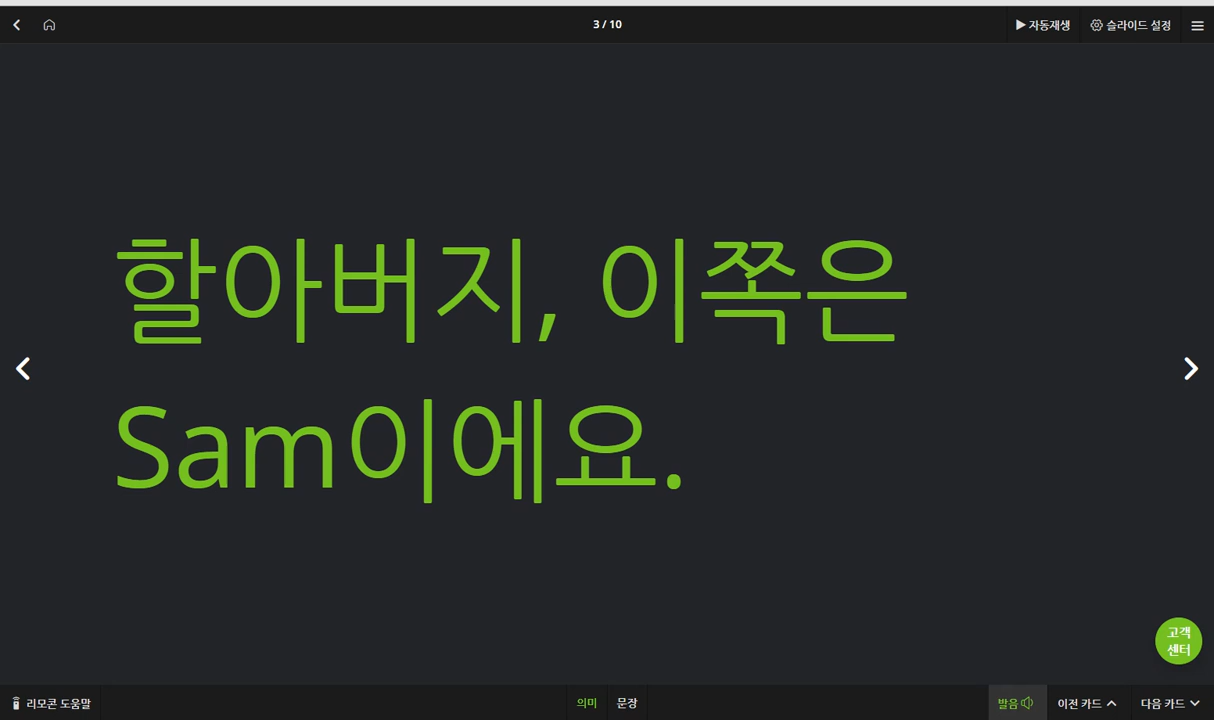 3 / 10
자동재생
슬라이드 설정
할아버지, 이쪽은
Sam이에요.
고객
센터
리모콘 도움말
의미
문장
발음
이전 카드
다음 카드